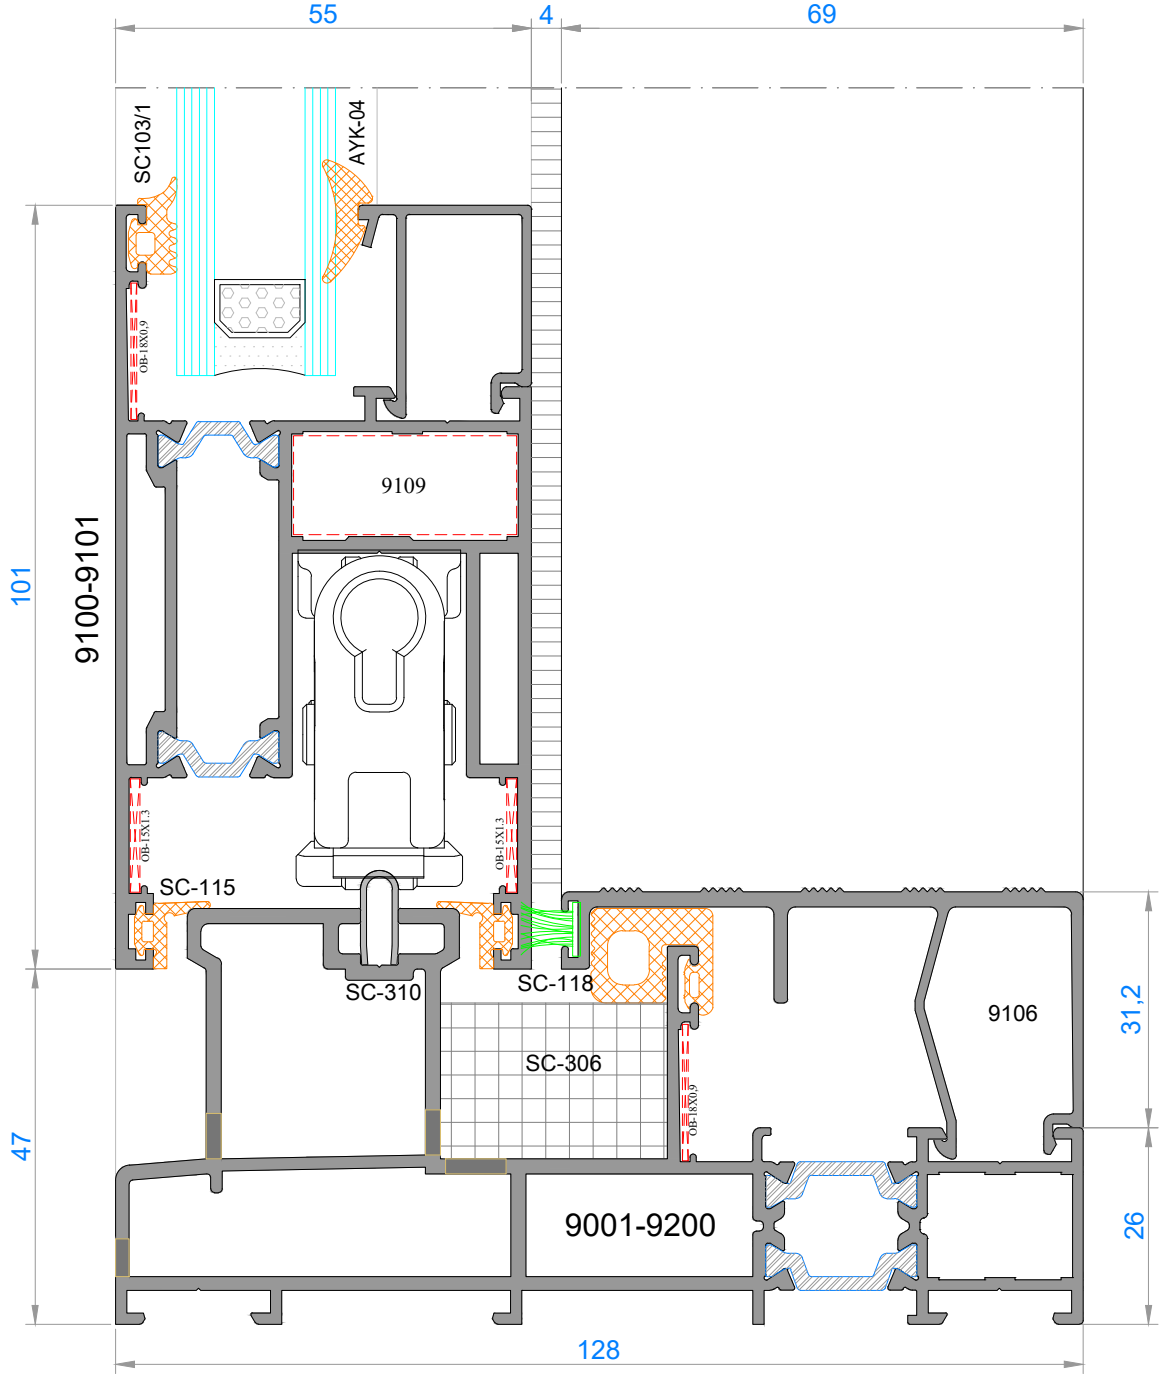 55
4
69
SC103/1
AYK-04
OB-18X0,9
9109
9100-9101
101
OB-15X1.3
OB-15X1.3
SC-115
SC-310
SC-118
31,2
9106
SC-306
OB-18X0,9
47
9001-9200
26
128